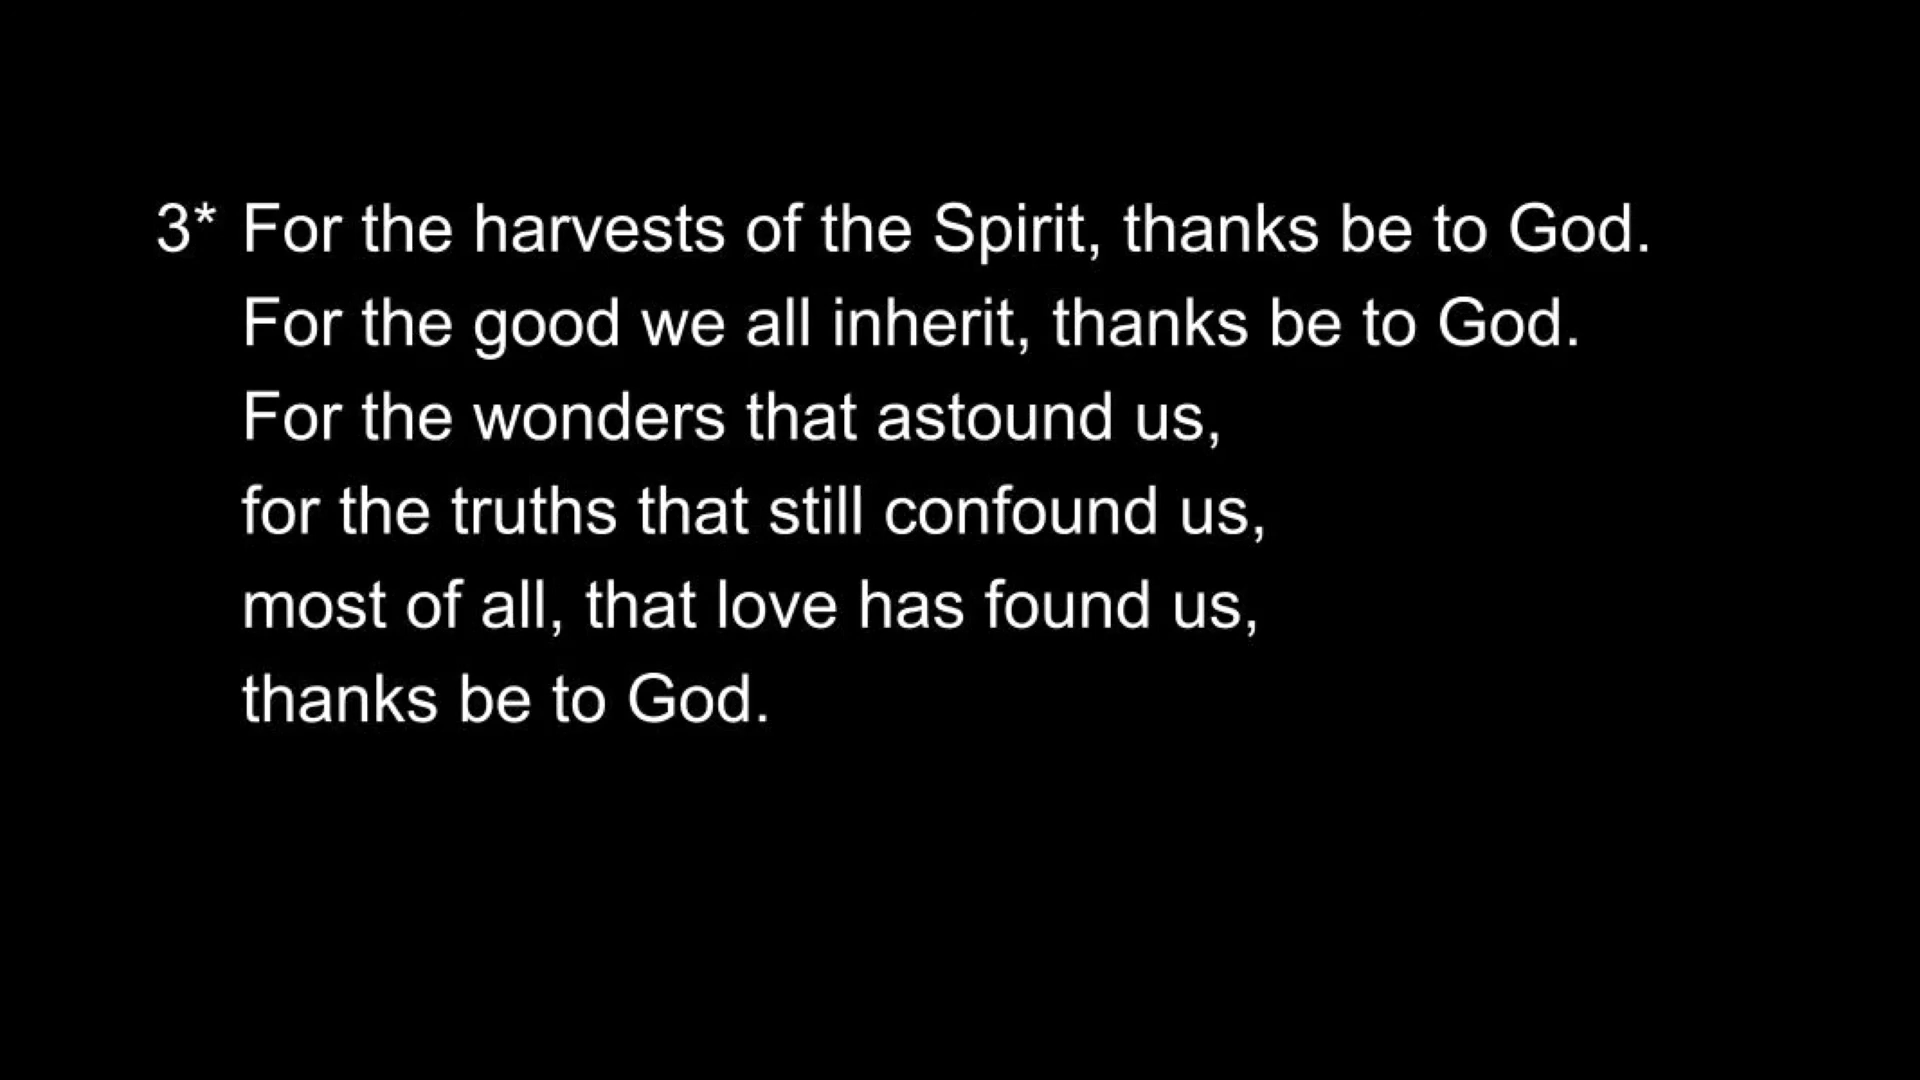 3* For the harvests of the Spirit, thanks be to God.
For the good we all inherit, thanks be to God.
For the wonders that astound us,
for the truths that still confound us,
most of all, that love has found us,
thanks be to God.